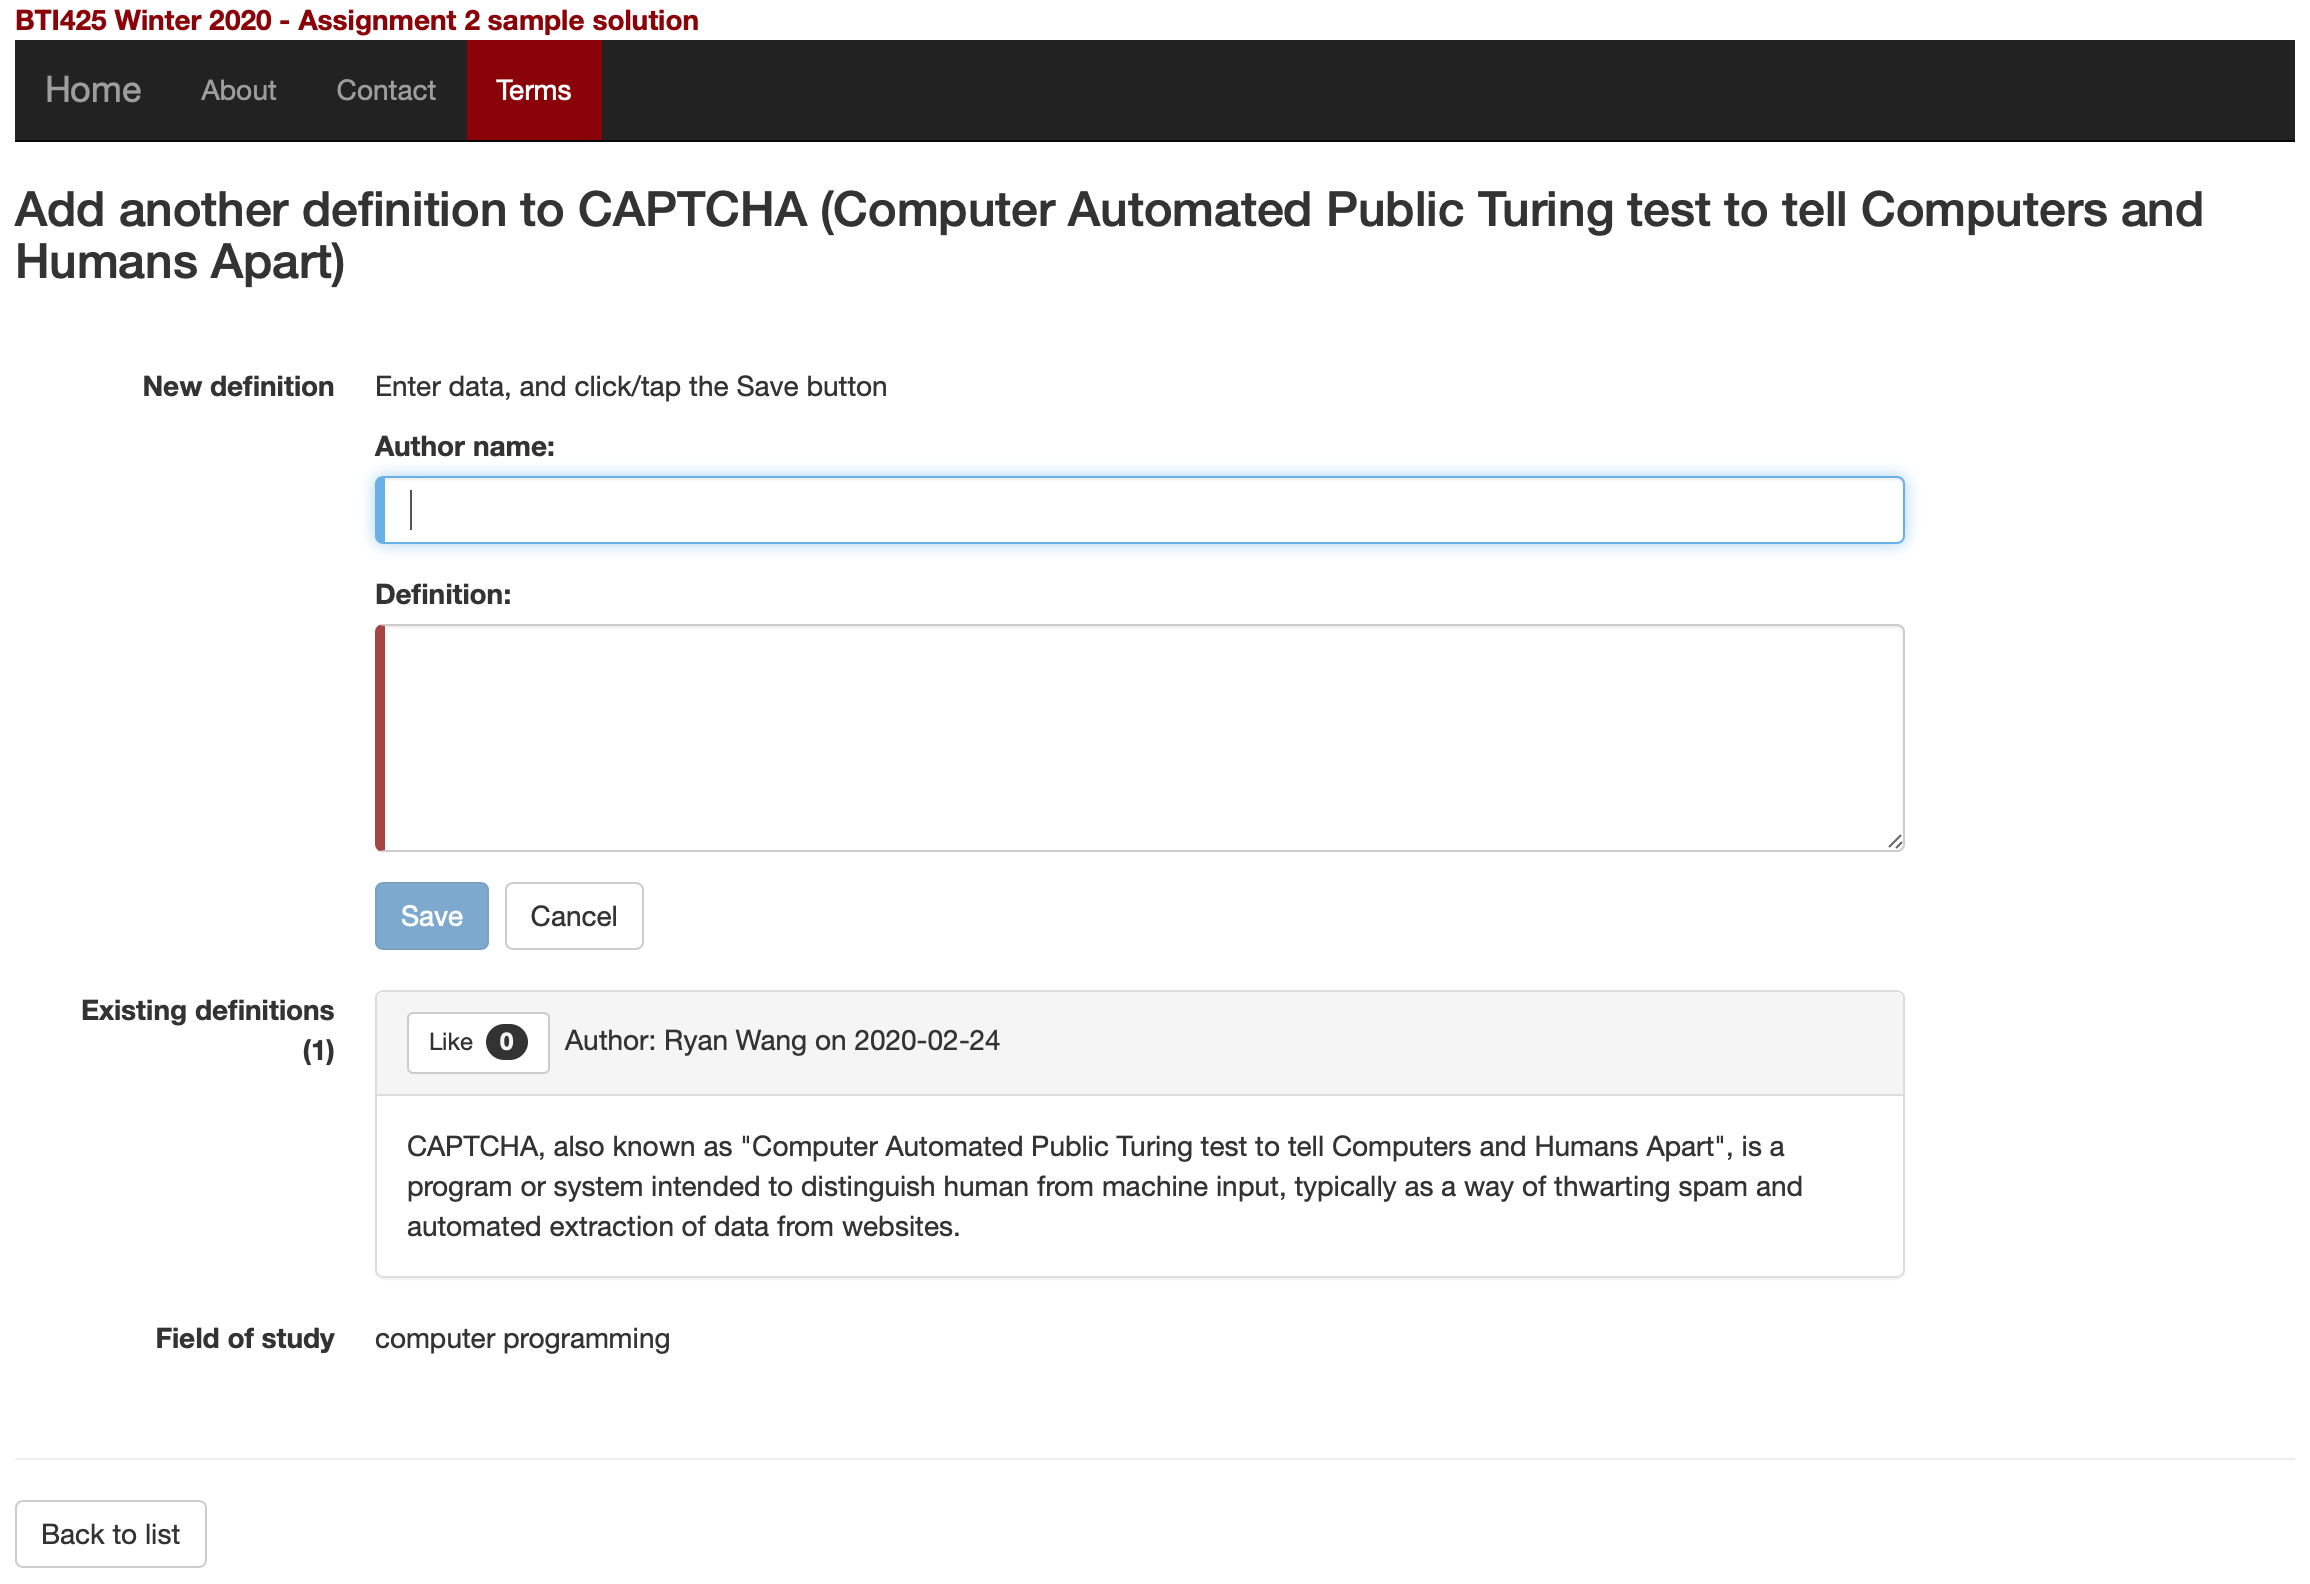 BTI425 Winter 2020 - Assignment 2 sample solution
Home About Contact Terms
Add another definition to CAPTCHA (Computer Automated Public Turing test to tell Computers and
Humans Apart)
New definition Enter data, and click/tap the Save button
Author name:
Definition:
Save Cancel
Existing definitions
(1)
Like 0 Author: Ryan Wang on 2020-02-24
CAPTCHA, also known as "Computer Automated Public Turing test to tell Computers and Humans Apart", is a
program or system intended to distinguish human from machine input, typically as a way of thwarting spam and
automated extraction of data from websites.
Field of study computer programming
Back to list